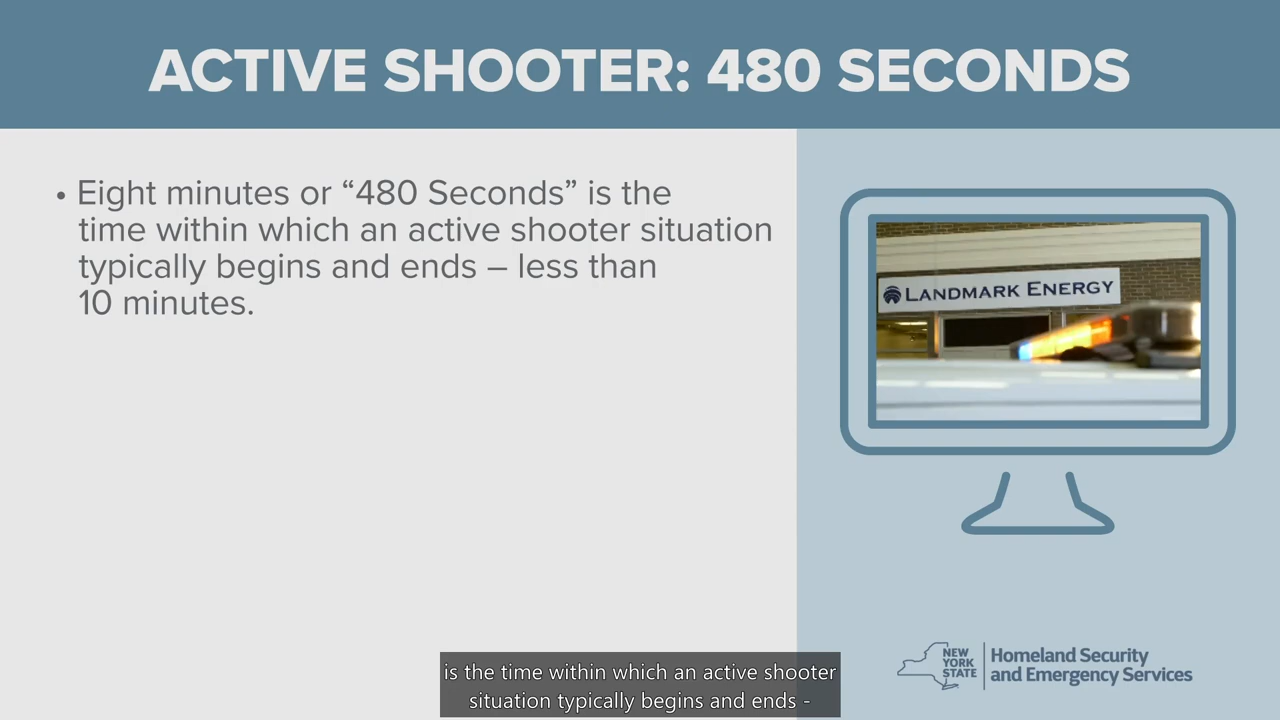 ACTIVE SHOOTER: 480 SECONDS
• Eight minutes or “480 Seconds” is the
time within which an active shooter situation
typically begins and ends – less than
10 minutes.
LANDMARK ENERGY
NEW
YORK
STATE
Homeland Security
and Emergency Services
is the time within which an active shooter
situation typically begins and ends -